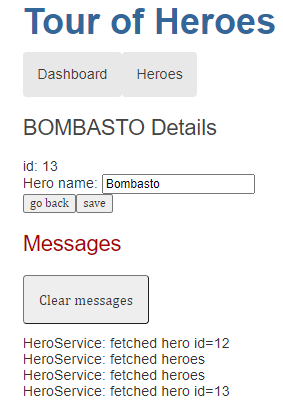 Tour of Heroes
Dashboard Heroes
BOMBASTO Details
id: 13
Hero name: Bombasto
go back save
Messages
Clear messages
HeroService: fetched hero id=12
HeroService: fetched heroes
HeroService: fetched heroes
HeroService: fetched hero id=13